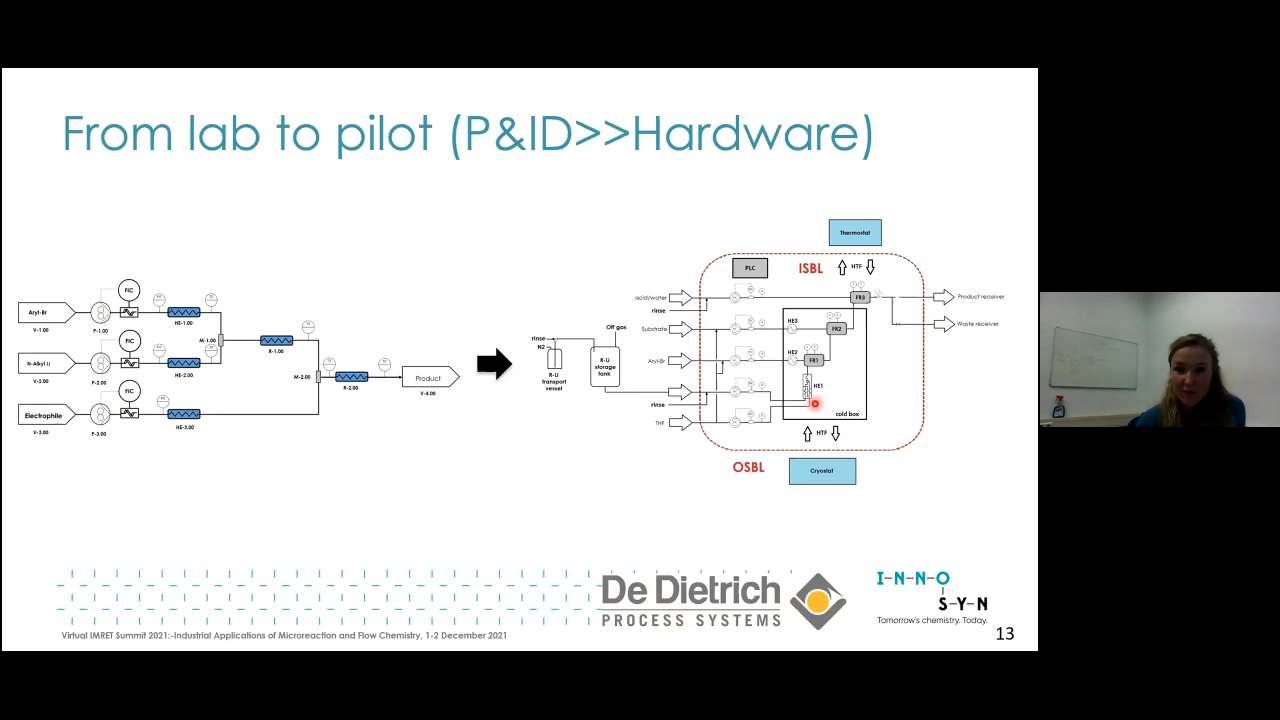 From lab to pilot (P&ID>>Hardware)
FIC
Aryl-Br
V-1.00
P-1.00
HE-1.00
FIC
M-1.00
R-1.00
N-Alkyl Li
V-2.00
P-2.00
HE-2.00
FIC
M-2.00
R-2.00
Product
V-4.00
Electrophile
V-3.00
P-3.00
HE-3.00
Off gas
rinse
N2
R-Li
transport
vessel
R-Li
storage
tank
Thermostat
PLC
ISBL
HTF
acid/water
rinse
FR3
Product receiver
Substrate
HE3
FR2
Waste receiver
Aryl-Br
HE2
FR1
HE1
rinse
cold box
THF
HTF
OSBL
Cryostat
De Dietrich
PROCESS SYSTEMS
I-N-N-O
S-Y-N
Tomorrow's chemistry. Today.
Virtual IMRET Summit 2021:-Industrial Applications of Microreaction and Flow Chemistry, 1-2 December 2021
13